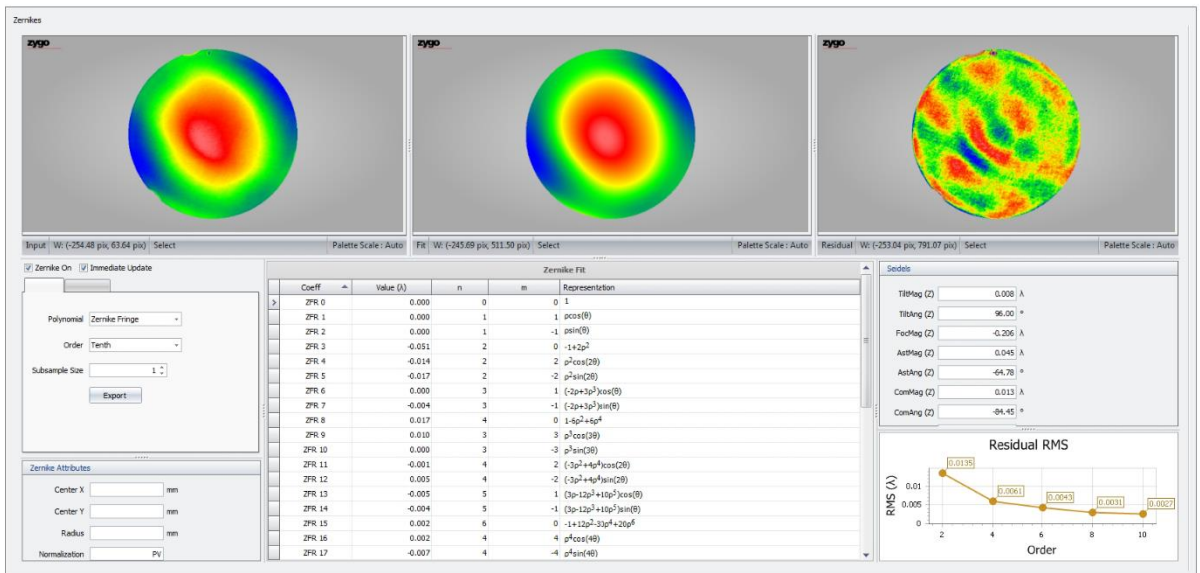 Zernikes
zygo
zygo
zygo
Input W: (-254.48 pix, 63.64 pix) Select Palette Scale : Auto
Fit W: (-245.69 pix, 511.50 pix) Select Palette Scale : Auto
Residual W: (-253.04 pix, 791.07 pix) Select Palette Scale : Auto
Zernike On Immediate Update
Polynomial Zernike Fringe
Order Tenth
Subsample Size 1
Export
Zernike Attributes
Center X mm
Center Y mm
Radius mm
Normalization PV
Zernike Fit
Coeff Value (λ) n m Representation
ZFR 0 0.000 0 0 1
ZFR 1 0.000 1 1 ρcos(θ)
ZFR 2 0.000 1 -1 ρsin(θ)
ZFR 3 -0.051 2 0 -1+2ρ²
ZFR 4 -0.014 2 2 ρ²cos(2θ)
ZFR 5 -0.017 2 -2 ρ²sin(2θ)
ZFR 6 0.000 3 1 (-2ρ+3ρ³)cos(θ)
ZFR 7 -0.004 3 -1 (-2ρ+3ρ³)sin(θ)
ZFR 8 0.017 4 0 1-6ρ²+6ρ⁴
ZFR 9 0.010 3 3 ρ³cos(3θ)
ZFR 10 0.000 3 -3 ρ³sin(3θ)
ZFR 11 -0.001 4 2 (-3ρ²+4ρ⁴)cos(2θ)
ZFR 12 0.005 4 -2 (-3ρ²+4ρ⁴)sin(2θ)
ZFR 13 -0.005 5 1 (3ρ-12ρ³+10ρ⁵)cos(θ)
ZFR 14 -0.004 5 -1 (3ρ-12ρ³+10ρ⁵)sin(θ)
ZFR 15 0.002 6 0 -1+12ρ²-30ρ⁴+20ρ⁶
ZFR 16 0.002 4 4 ρ⁴cos(4θ)
ZFR 17 -0.007 4 -4 ρ⁴sin(4θ)
Seidels
TiltMag (Z) 0.008 λ
TiltAng (Z) 96.00 °
FocMag (Z) -0.206 λ
AstMag (Z) 0.045 λ
AstAng (Z) -64.78 °
ComMag (Z) 0.013 λ
ComAng (Z) -84.45 °
Residual RMS
RMS (λ)
0.01
0.005
0
0.0135
0.0061
0.0043
0.0031
0.0027
2 4 6 8 10
Order